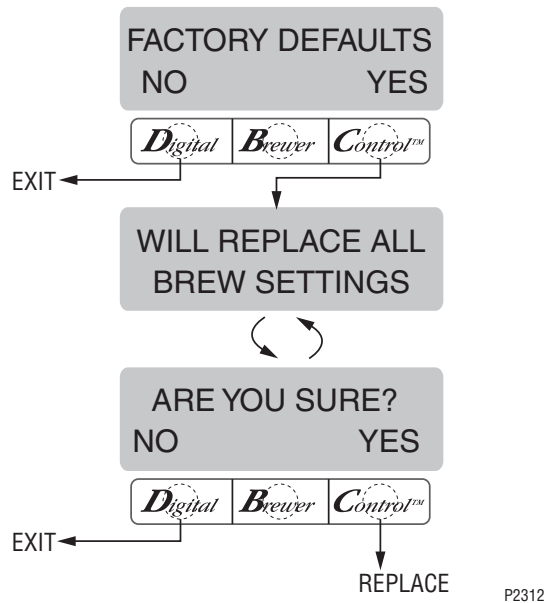 FACTORY DEFAULTS
NO YES
Digital Brewer Control™
EXIT
WILL REPLACE ALL
BREW SETTINGS
ARE YOU SURE?
NO YES
Digital Brewer Control™
EXIT
REPLACE
P2312